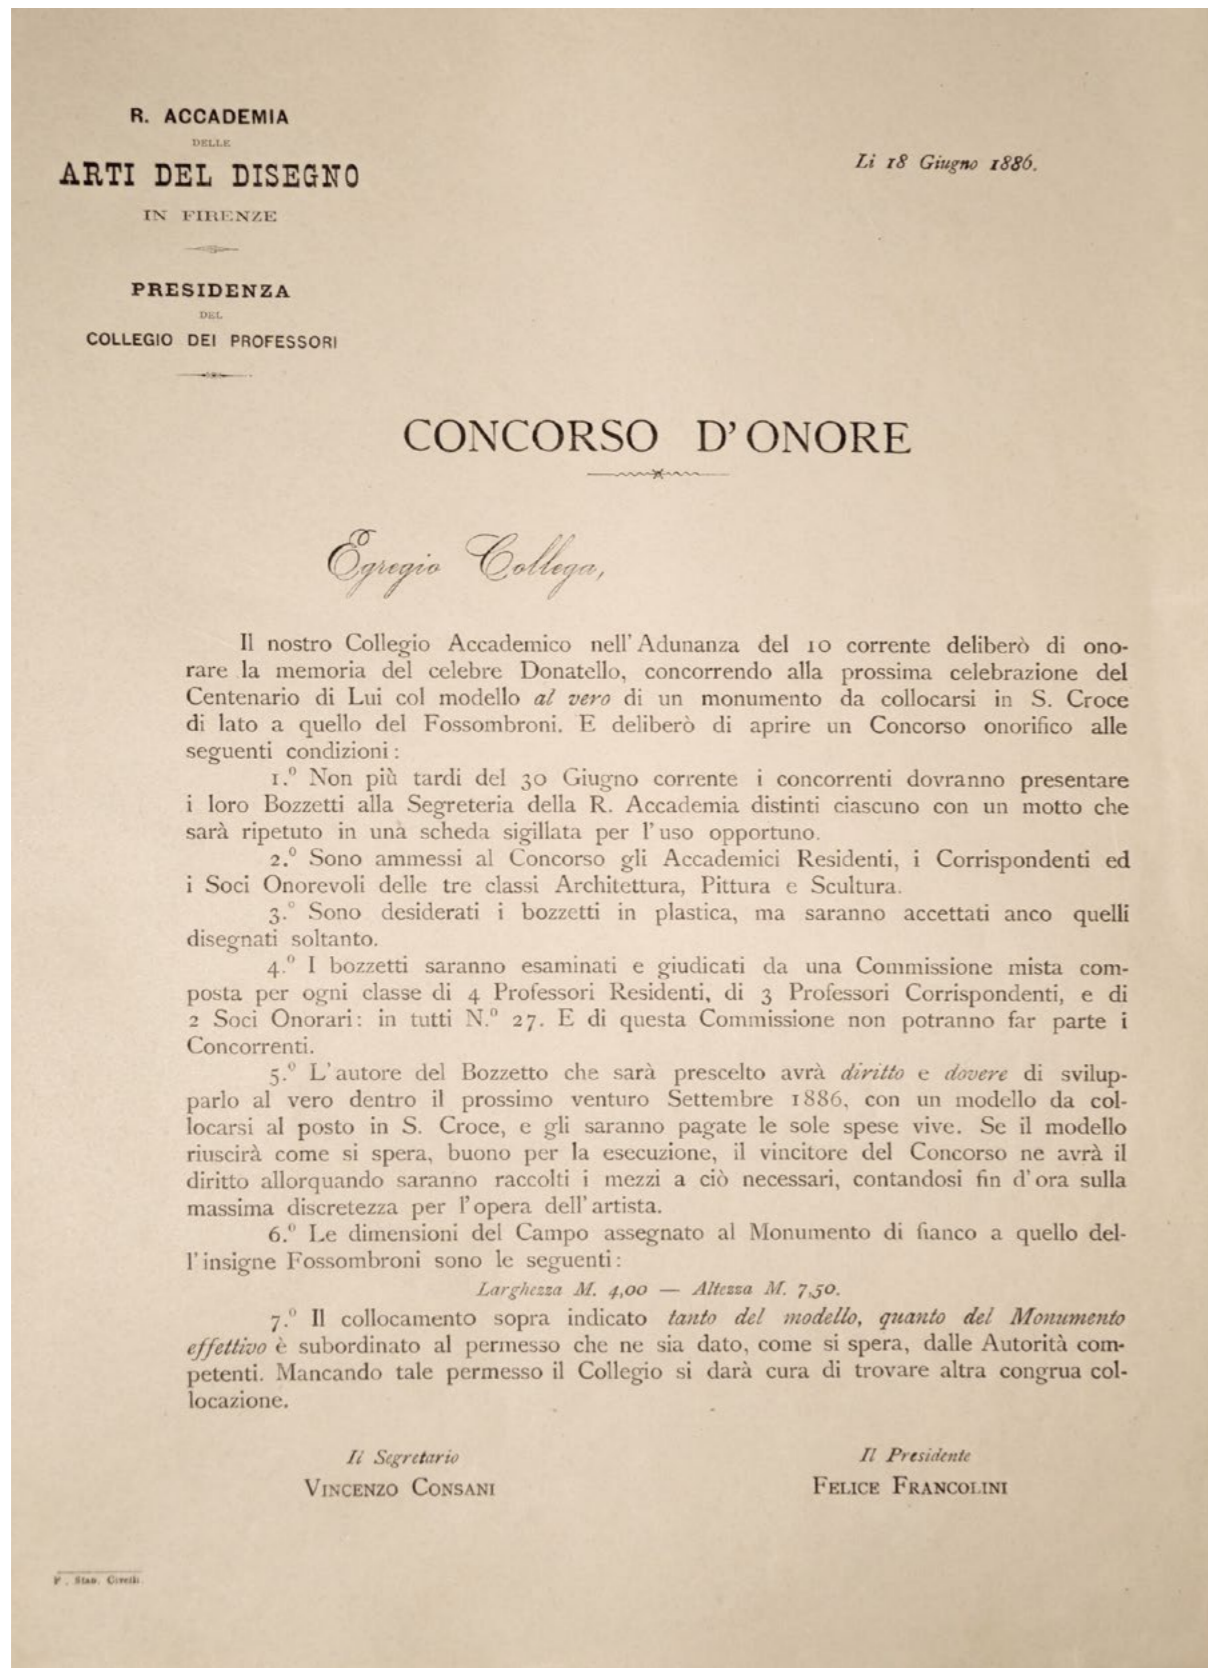 R. ACCADEMIA
DELLE
ARTI DEL DISEGNO
IN FIRENZE
PRESIDENZA
DEL
COLLEGIO DEI PROFESSORI
Li 18 Giugno 1886.
CONCORSO D'ONORE
Egregio Collega,
Il nostro Collegio Accademico nell'Adunanza del 10 corrente deliberò di ono-
rare la memoria del celebre Donatello, concorrendo alla prossima celebrazione del
Centenario di Lui col modello al vero di un monumento da collocarsi in S. Croce
di lato a quello del Fossombroni. E deliberò di aprire un Concorso onorifico alle
seguenti condizioni:
1.º Non più tardi del 30 Giugno corrente i concorrenti dovranno presentare
i loro Bozzetti alla Segreteria della R. Accademia distinti ciascuno con un motto che
sarà ripetuto in una scheda sigillata per l'uso opportuno.
2.º Sono ammessi al Concorso gli Accademici Residenti, i Corrispondenti ed
i Soci Onorevoli delle tre classi Architettura, Pittura e Scultura.
3.º Sono desiderati i bozzetti in plastica, ma saranno accettati anco quelli
disegnati soltanto.
4.º I bozzetti saranno esaminati e giudicati da una Commissione mista com-
posta per ogni classe di 4 Professori Residenti, di 3 Professori Corrispondenti, e di
2 Soci Onorari: in tutti N.º 27. E di questa Commissione non potranno far parte i
Concorrenti.
5.º L'autore del Bozzetto che sarà prescelto avrà diritto e dovere di svilup-
parlo al vero dentro il prossimo venturo Settembre 1886, con un modello da col-
locarsi al posto in S. Croce, e gli saranno pagate le sole spese vive. Se il modello
riuscirà come si spera, buono per la esecuzione, il vincitore del Concorso ne avrà il
diritto allorquando saranno raccolti i mezzi a ciò necessari, contandosi fin d'ora sulla
massima discretezza per l'opera dell'artista.
6.º Le dimensioni del Campo assegnato al Monumento di fianco a quello del-
l'insigne Fossombroni sono le seguenti:
Larghezza M. 4,00 — Altezza M. 7,50.
7.º Il collocamento sopra indicato tanto del modello, quanto del Monumento
effettivo è subordinato al permesso che ne sia dato, come si spera, dalle Autorità com-
petenti. Mancando tale permesso il Collegio si darà cura di trovare altra congrua col-
locazione.
Il Segretario
VINCENZO CONSANI
Il Presidente
FELICE FRANCOLINI
Stab. Civelli